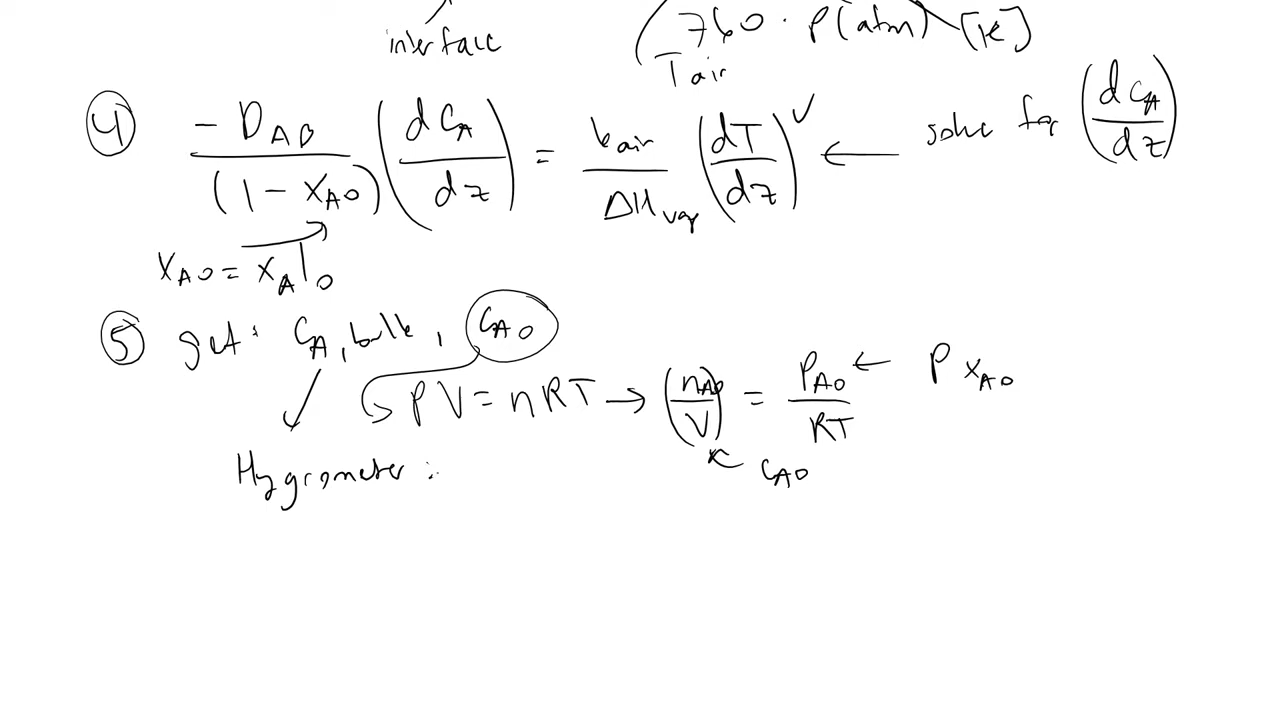 interface
760 · P(atm) [K]
Tair
④ -D_AB / (1 - X_A0) (dC_A/dz) = k_air / ΔH_vap (dT/dz) ✓ ← solve for (dC_A/dz)
X_A0 = X_A|_0
⑤ get: C_A,bulk, C_A0
PV = nRT → (n_A0/V) = P_A0/RT ← P X_A0
C_A0
Hygrometer :